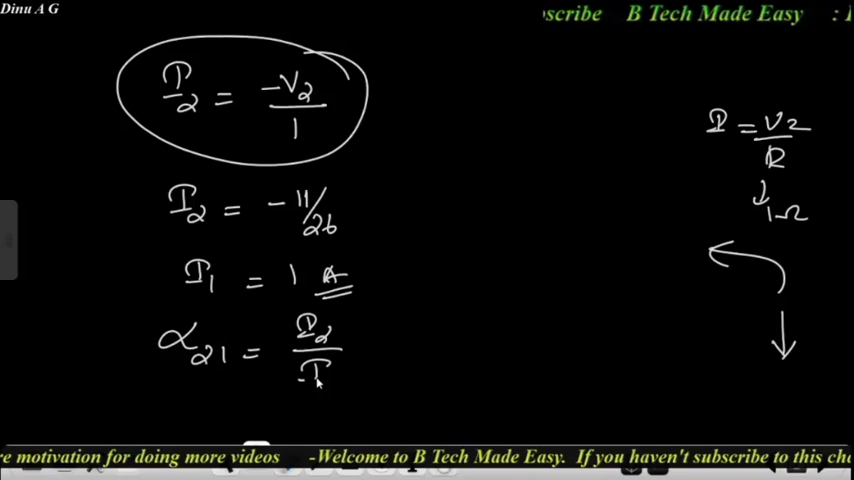 Dinu A G
scribe B Tech Made Easy :
I2 = -V2/1
I = V2/R
1Ω
I2 = -11/26
I1 = 1 A
α21 = I2/I
re motivation for doing more videos -Welcome to B Tech Made Easy. If you haven't subscribe to this cha